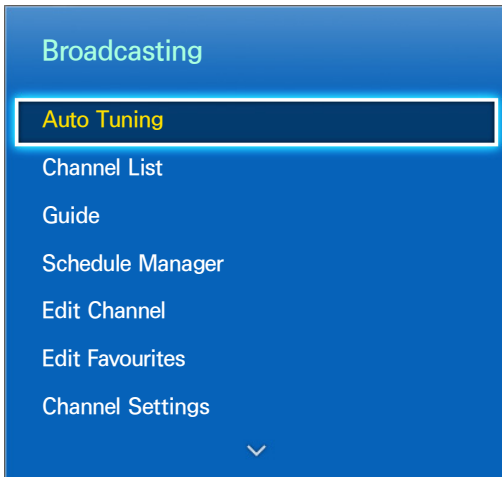 Broadcasting
Auto Tuning
Channel List
Guide
Schedule Manager
Edit Channel
Edit Favourites
Channel Settings